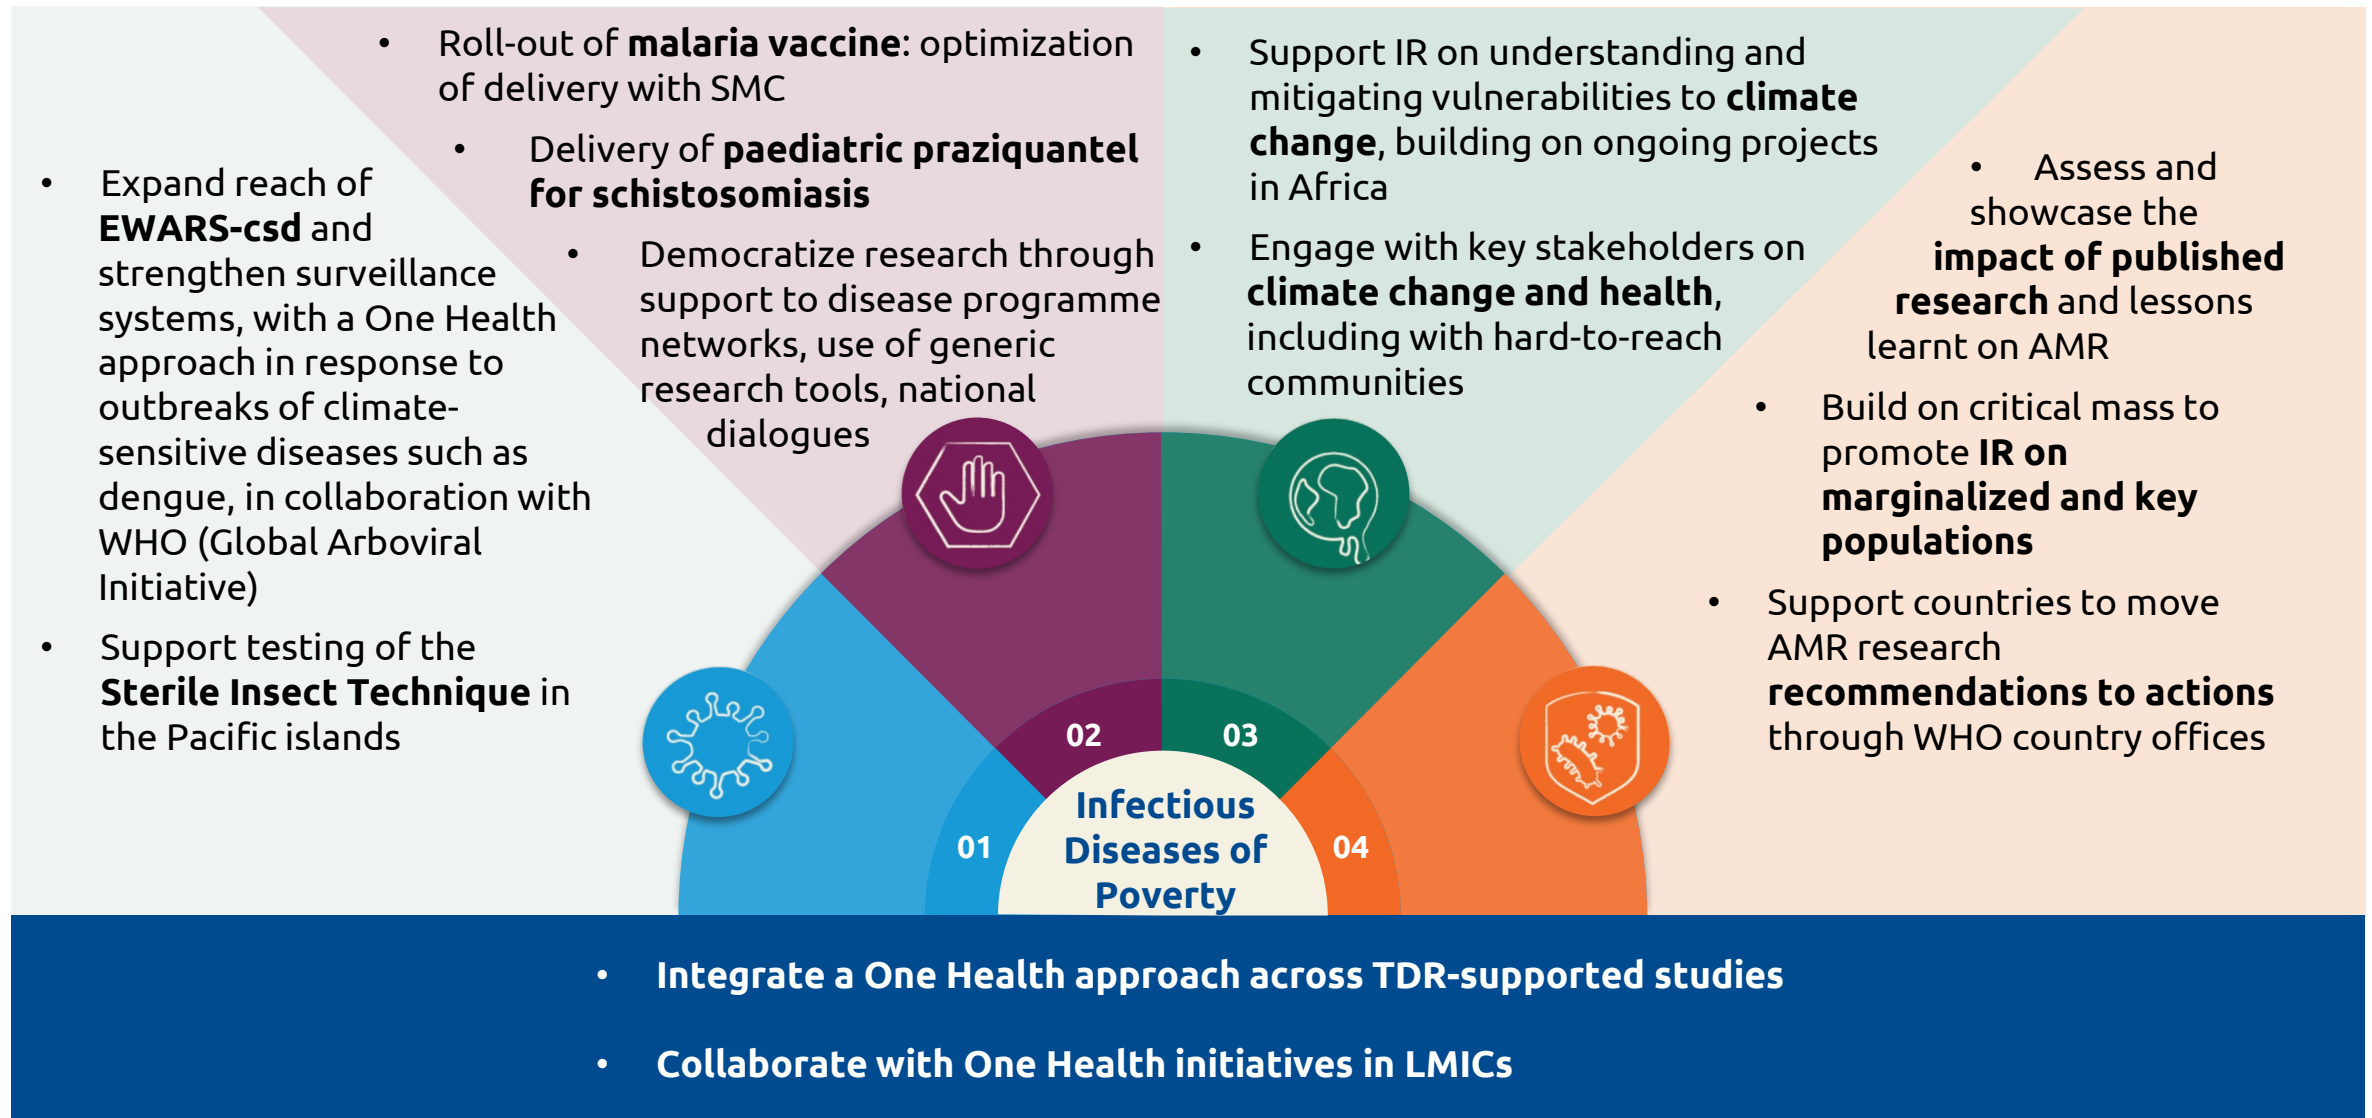 • Expand reach of
EWARS-csd and
strengthen surveillance
systems, with a One Health
approach in response to
outbreaks of climate-
sensitive diseases such as
dengue, in collaboration with
WHO (Global Arboviral
Initiative)
• Support testing of the
Sterile Insect Technique in
the Pacific islands
• Roll-out of malaria vaccine: optimization
of delivery with SMC
• Delivery of paediatric praziquantel
for schistosomiasis
• Democratize research through
support to disease programme
networks, use of generic
research tools, national
dialogues
• Support IR on understanding and
mitigating vulnerabilities to climate
change, building on ongoing projects
in Africa
• Engage with key stakeholders on
climate change and health,
including with hard-to-reach
communities
• Assess and
showcase the
impact of published
research and lessons
learnt on AMR
• Build on critical mass to
promote IR on
marginalized and key
populations
• Support countries to move
AMR research
recommendations to actions
through WHO country offices
01
02
03
04
Infectious
Diseases of
Poverty
• Integrate a One Health approach across TDR-supported studies
• Collaborate with One Health initiatives in LMICs